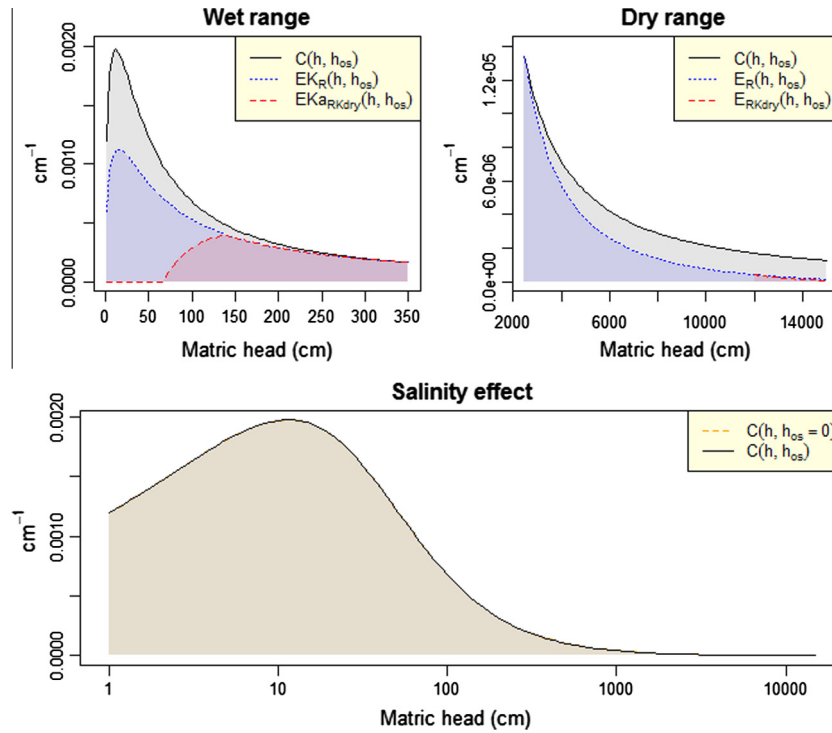 Wet range
C(h, hos)
EKR(h, hos)
EKaRKdry(h, hos)
cm−1
0.0000
0.0010
0.0020
0
50
100
150
200
250
300
350
Matric head (cm)
Dry range
C(h, hos)
ER(h, hos)
ERKdry(h, hos)
cm−1
0.0e+00
6.0e-06
1.2e-05
2000
6000
10000
14000
Matric head (cm)
Salinity effect
C(h, hos = 0)
C(h, hos)
cm−1
0.0000
0.0010
0.0020
1
10
100
1000
10000
Matric head (cm)